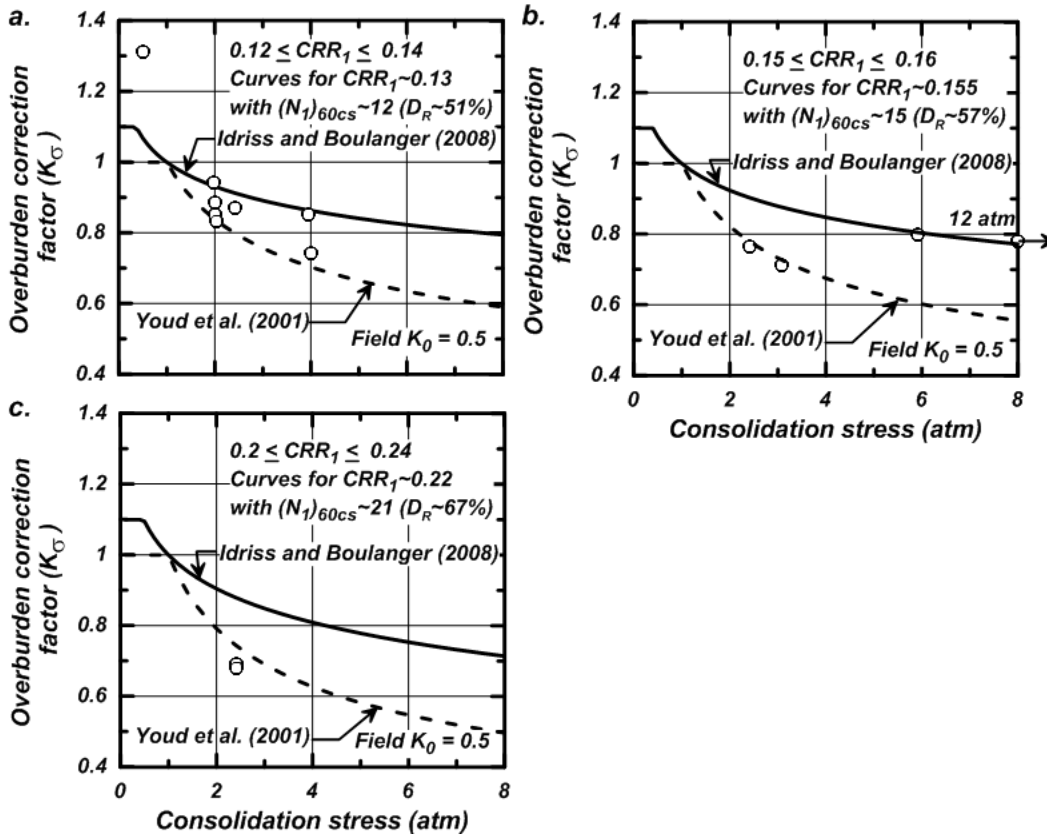 a.
Overburden correction
factor (Kσ)
1.4
1.2
1
0.8
0.6
0.4
0.12 ≤ CRR1 ≤ 0.14
Curves for CRR1~0.13
with (N1)60cs~12 (DR~51%)
Idriss and Boulanger (2008)
Youd et al. (2001)
Field K0 = 0.5
b.
Overburden correction
factor (Kσ)
1.4
1.2
1
0.8
0.6
0.4
0.15 ≤ CRR1 ≤ 0.16
Curves for CRR1~0.155
with (N1)60cs~15 (DR~57%)
Idriss and Boulanger (2008)
12 atm
Youd et al. (2001)
Field K0 = 0.5
0 2 4 6 8
Consolidation stress (atm)
c.
Overburden correction
factor (Kσ)
1.4
1.2
1
0.8
0.6
0.4
0.2 ≤ CRR1 ≤ 0.24
Curves for CRR1~0.22
with (N1)60cs~21 (DR~67%)
Idriss and Boulanger (2008)
Youd et al. (2001)
Field K0 = 0.5
0 2 4 6 8
Consolidation stress (atm)